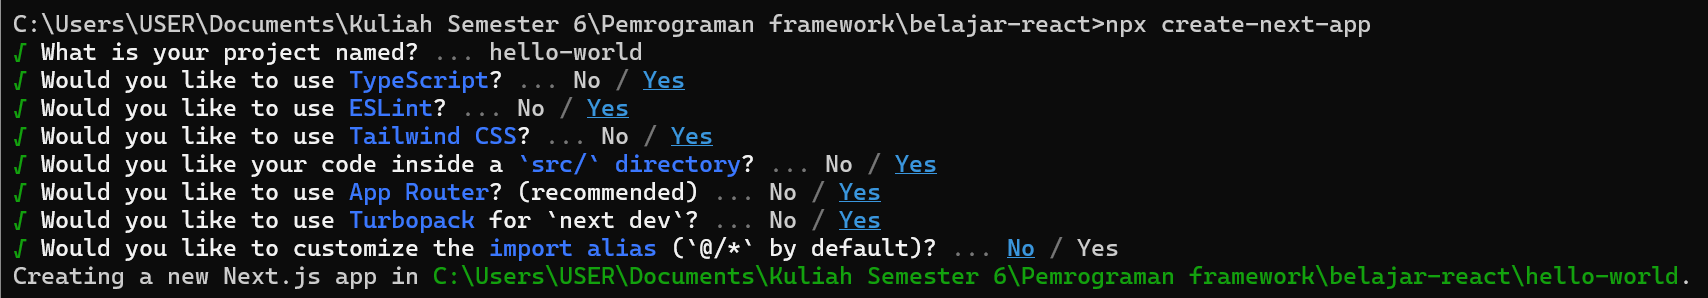 C:\Users\USER\Documents\Kuliah Semester 6\Pemrograman framework\belajar-react>npx create-next-app
√ What is your project named? ... hello-world
√ Would you like to use TypeScript? ... No / Yes
√ Would you like to use ESLint? ... No / Yes
√ Would you like to use Tailwind CSS? ... No / Yes
√ Would you like your code inside a `src/` directory? ... No / Yes
√ Would you like to use App Router? (recommended) ... No / Yes
√ Would you like to use Turbopack for `next dev`? ... No / Yes
√ Would you like to customize the import alias (`@/*` by default)? ... No / Yes
Creating a new Next.js app in C:\Users\USER\Documents\Kuliah Semester 6\Pemrograman framework\belajar-react\hello-world.